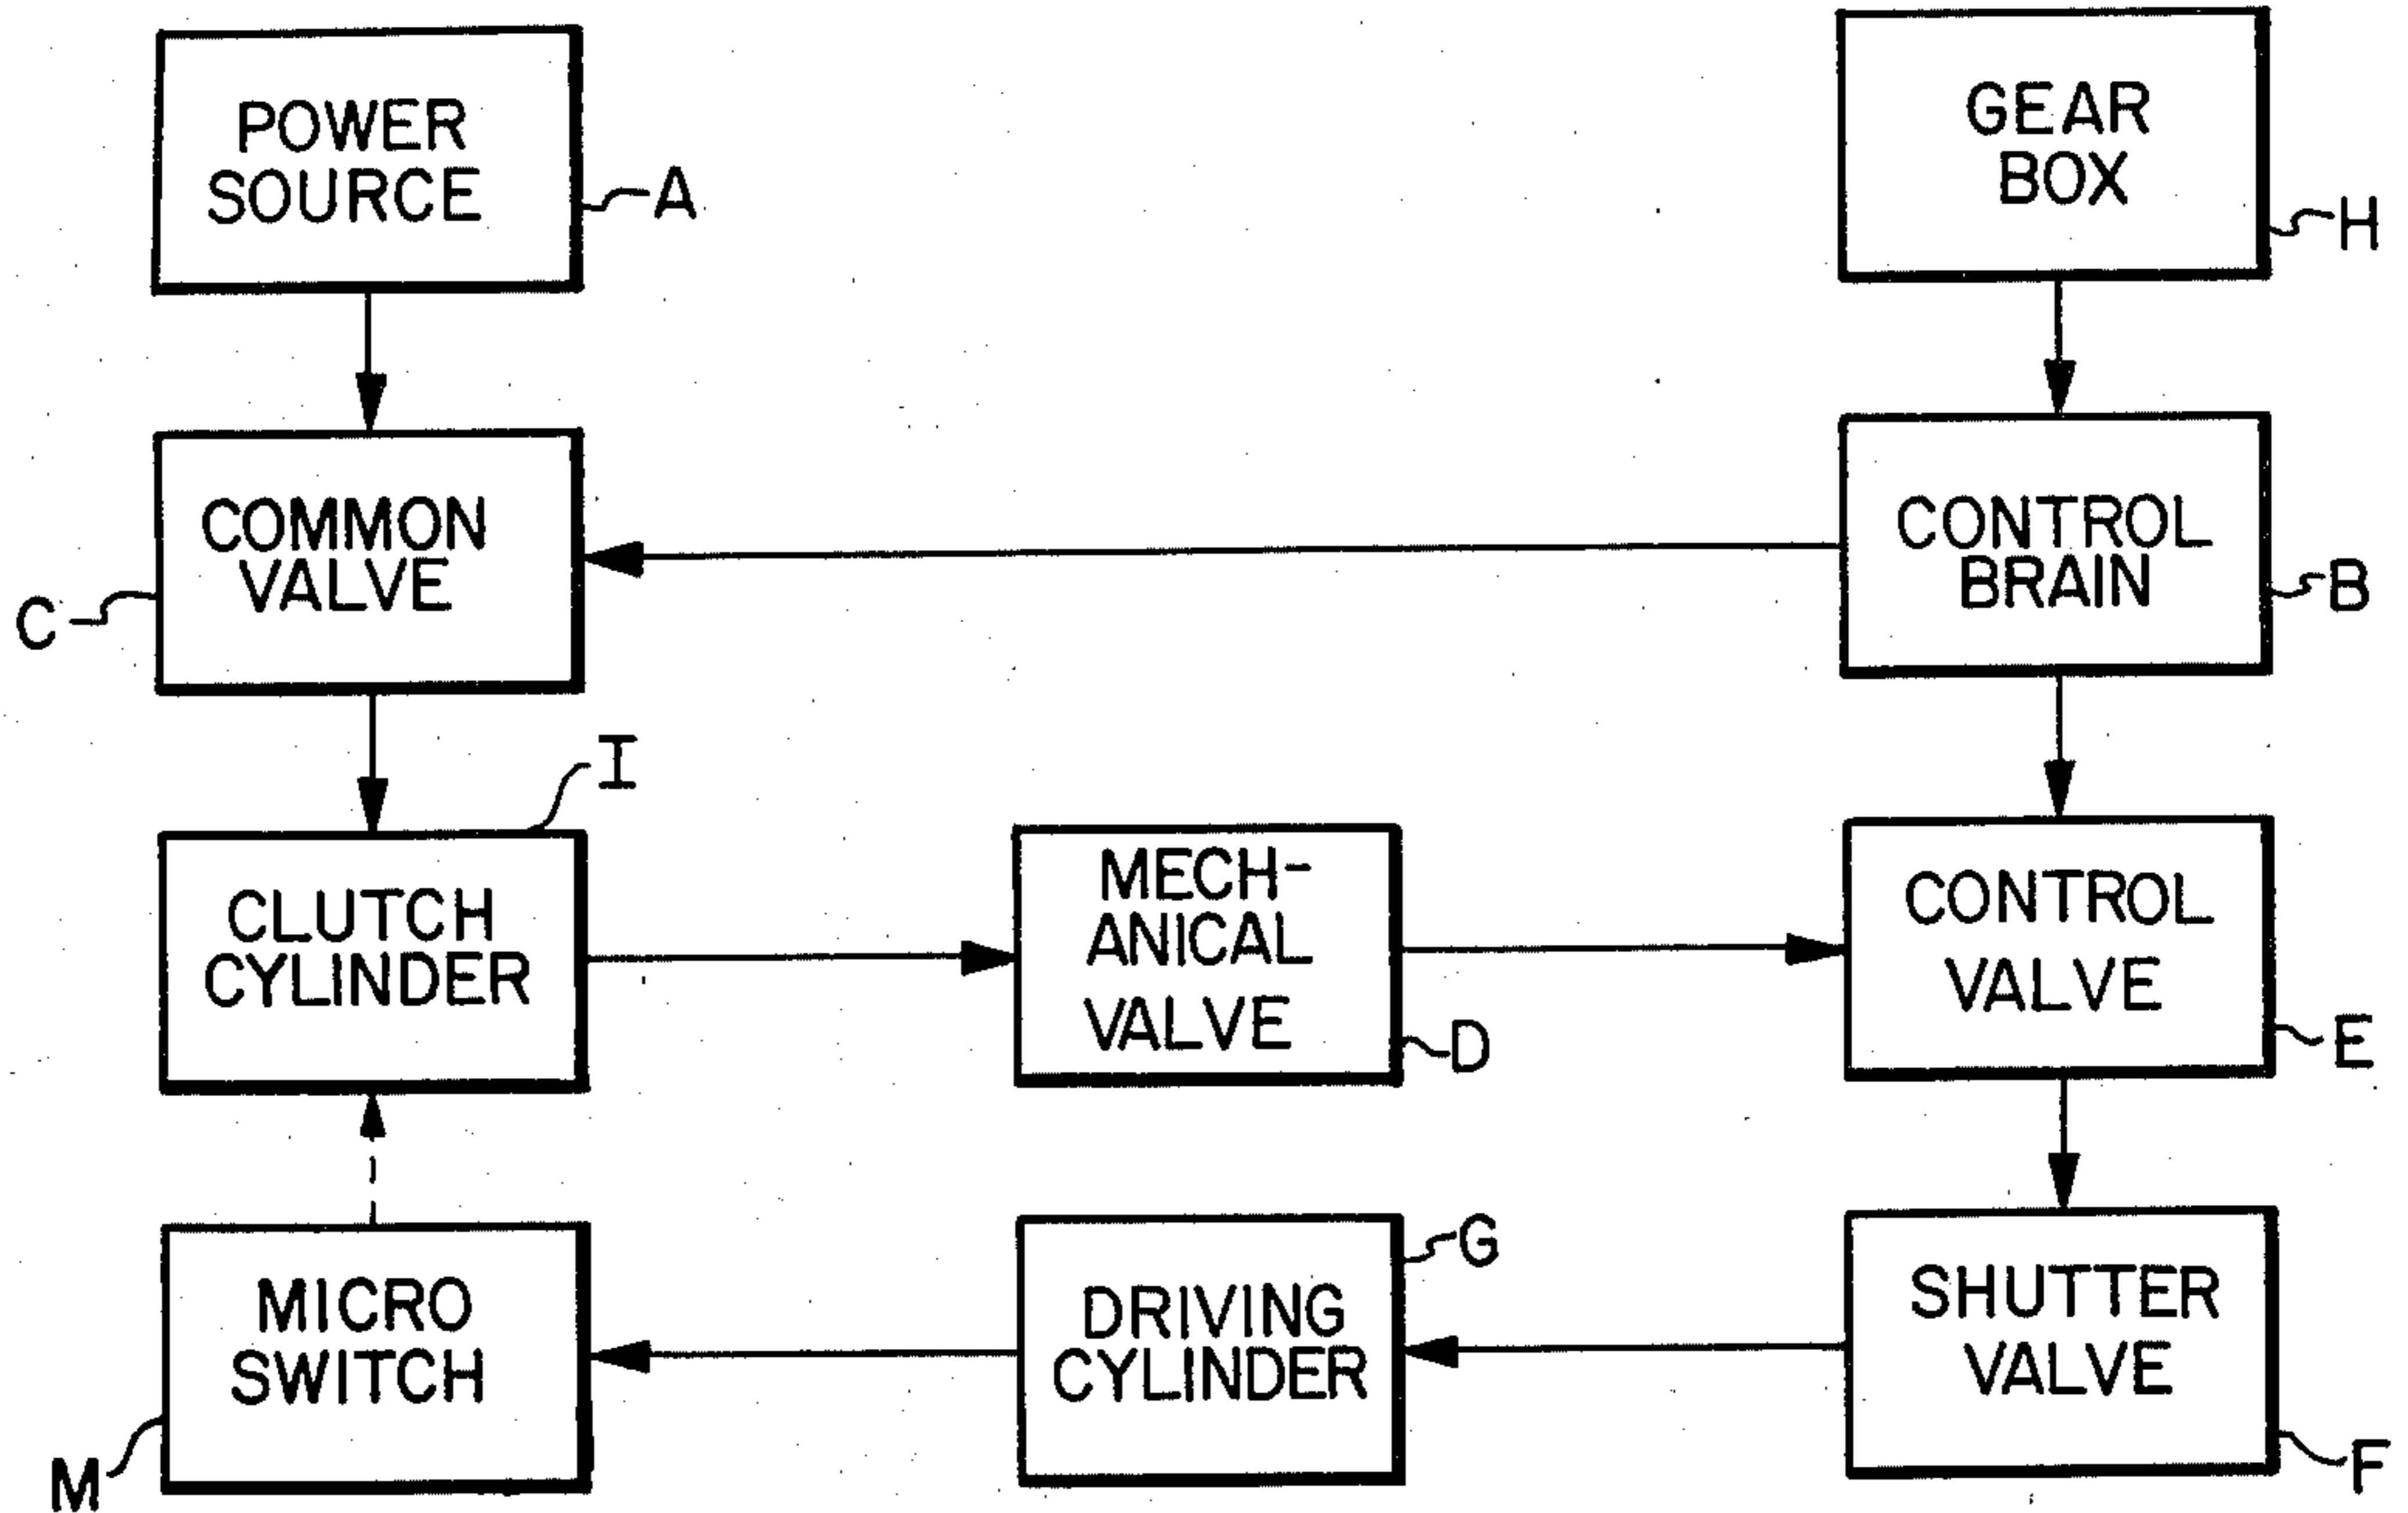 POWER
SOURCE
A
GEAR
BOX
H
COMMON
VALVE
C
CONTROL
BRAIN
B
I
CLUTCH
CYLINDER
MECH-
ANICAL
VALVE
D
CONTROL
VALVE
E
MICRO
SWITCH
M
G
DRIVING
CYLINDER
SHUTTER
VALVE
F